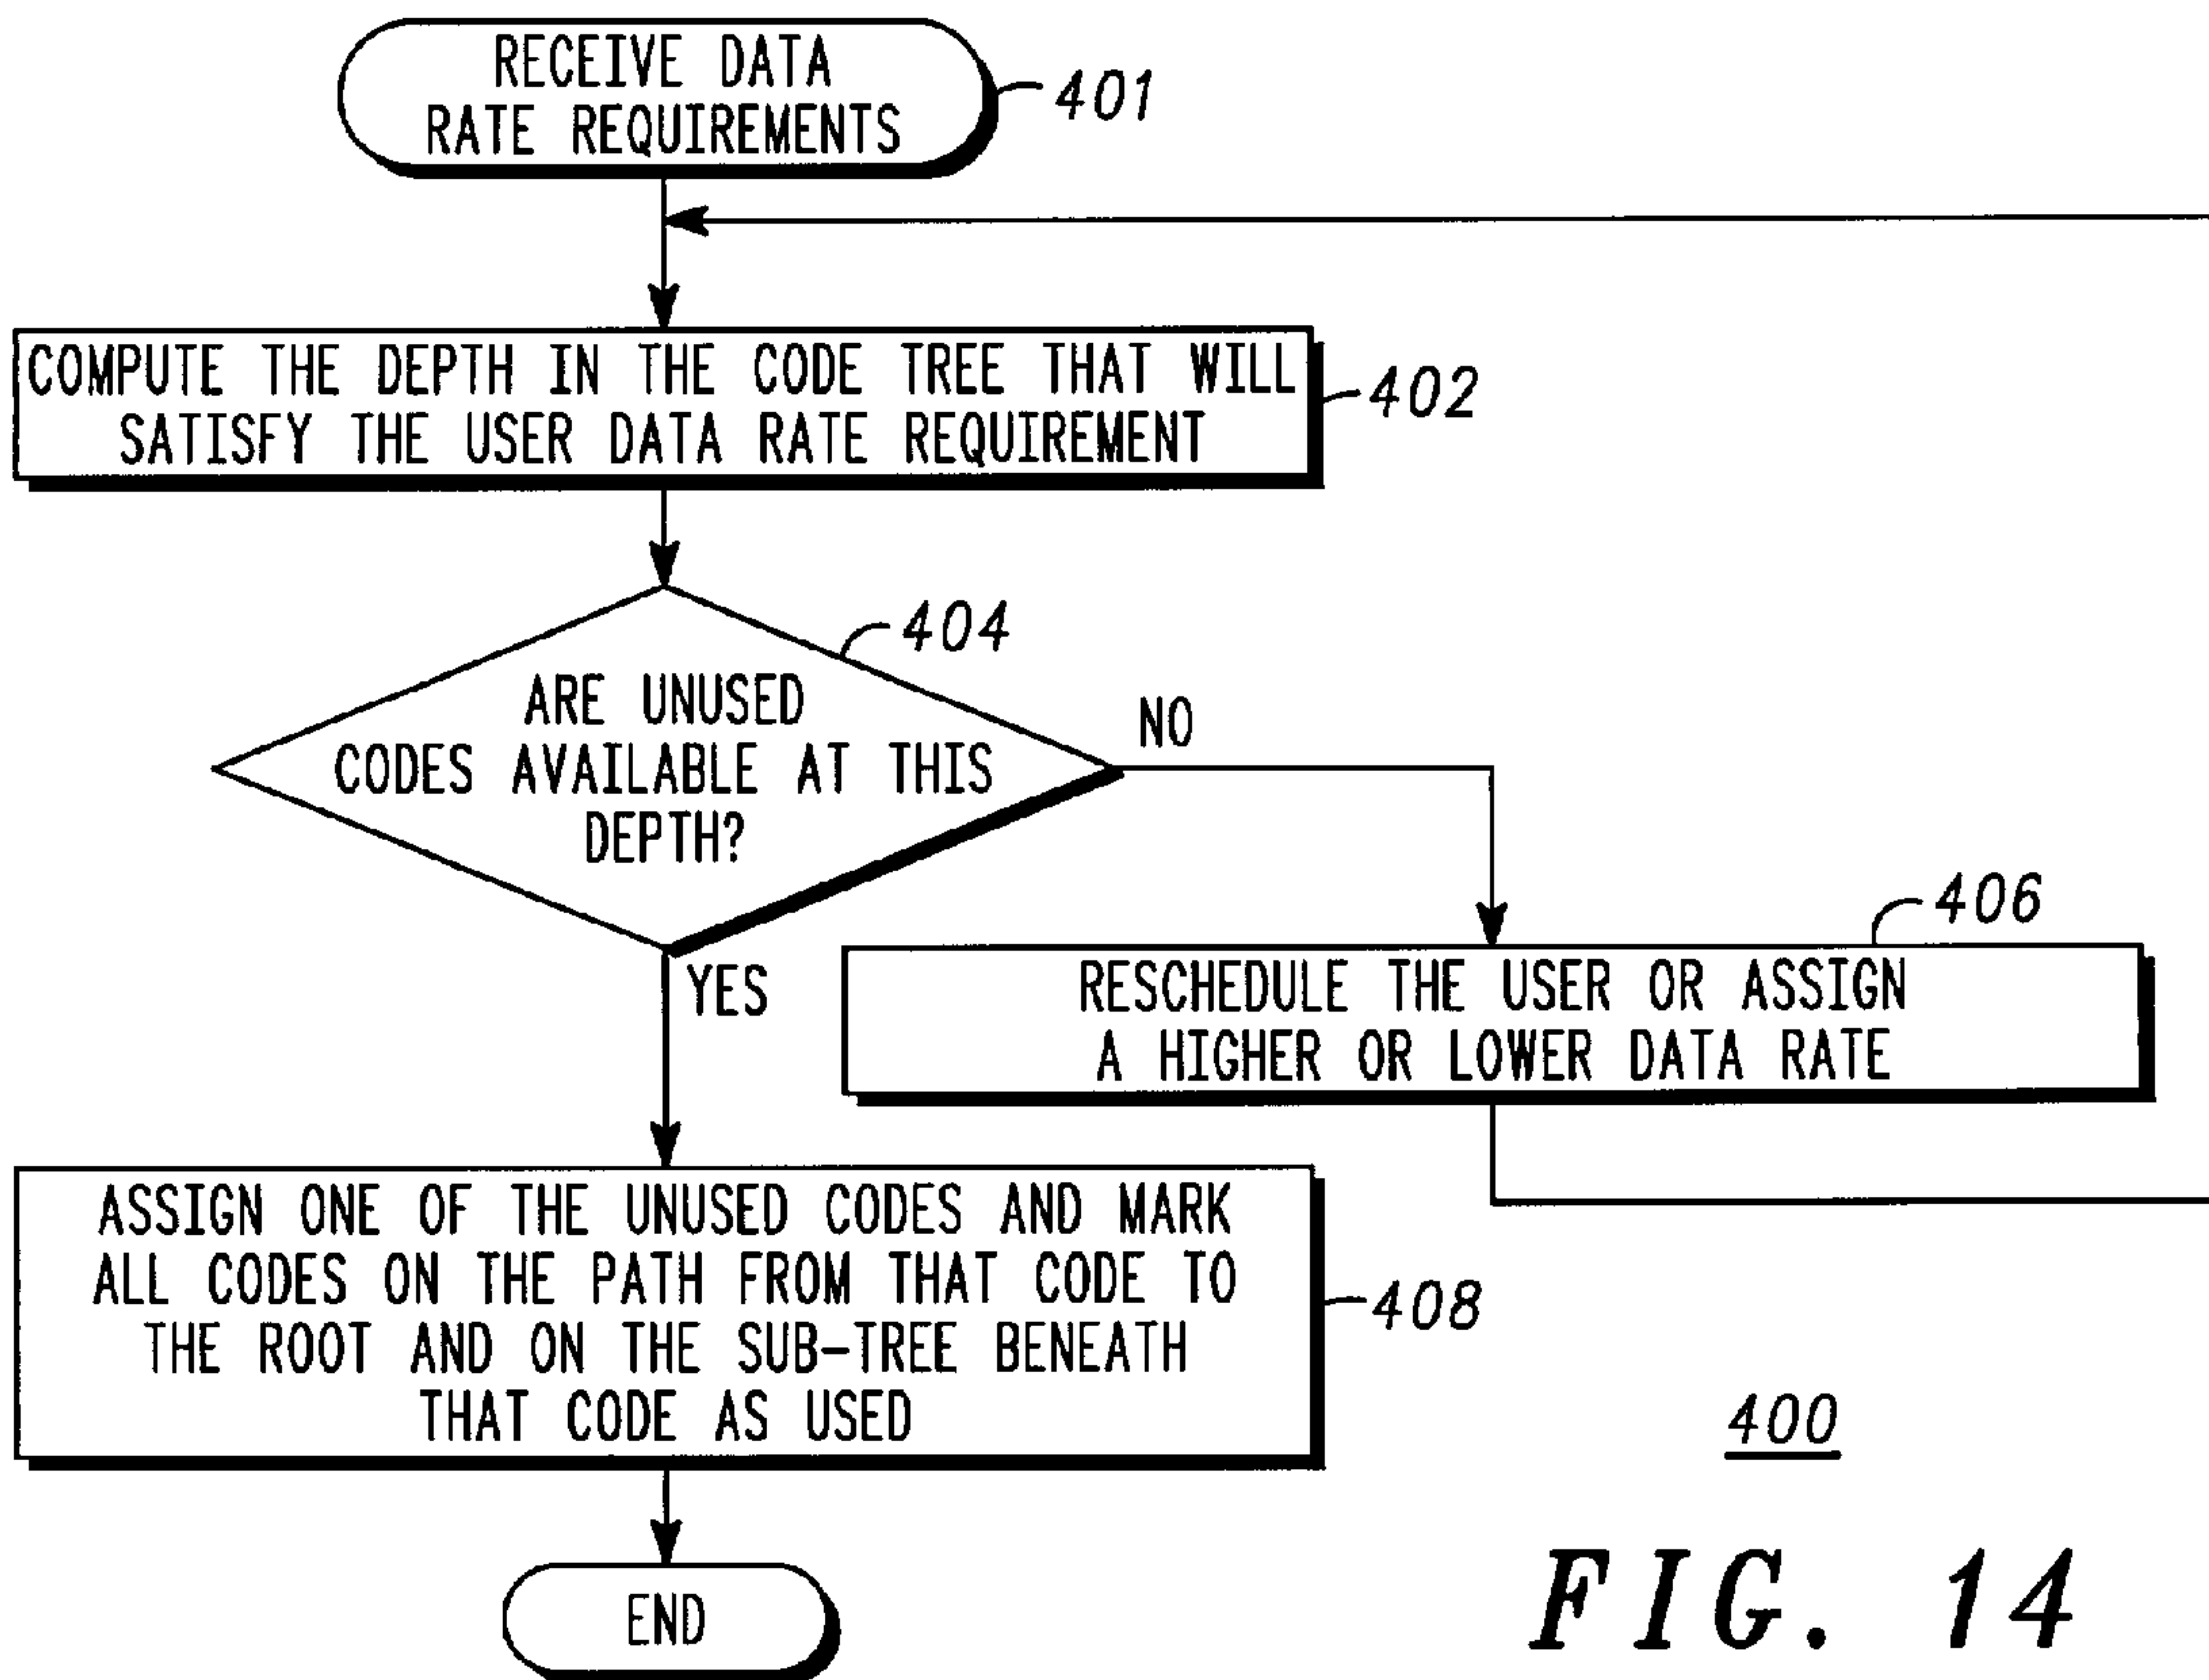 RECEIVE DATA
RATE REQUIREMENTS
401
COMPUTE THE DEPTH IN THE CODE TREE THAT WILL
SATISFY THE USER DATA RATE REQUIREMENT
402
404
ARE UNUSED
CODES AVAILABLE AT THIS
DEPTH?
NO
YES
406
RESCHEDULE THE USER OR ASSIGN
A HIGHER OR LOWER DATA RATE
ASSIGN ONE OF THE UNUSED CODES AND MARK
ALL CODES ON THE PATH FROM THAT CODE TO
THE ROOT AND ON THE SUB-TREE BENEATH
THAT CODE AS USED
408
END
400
FIG. 14